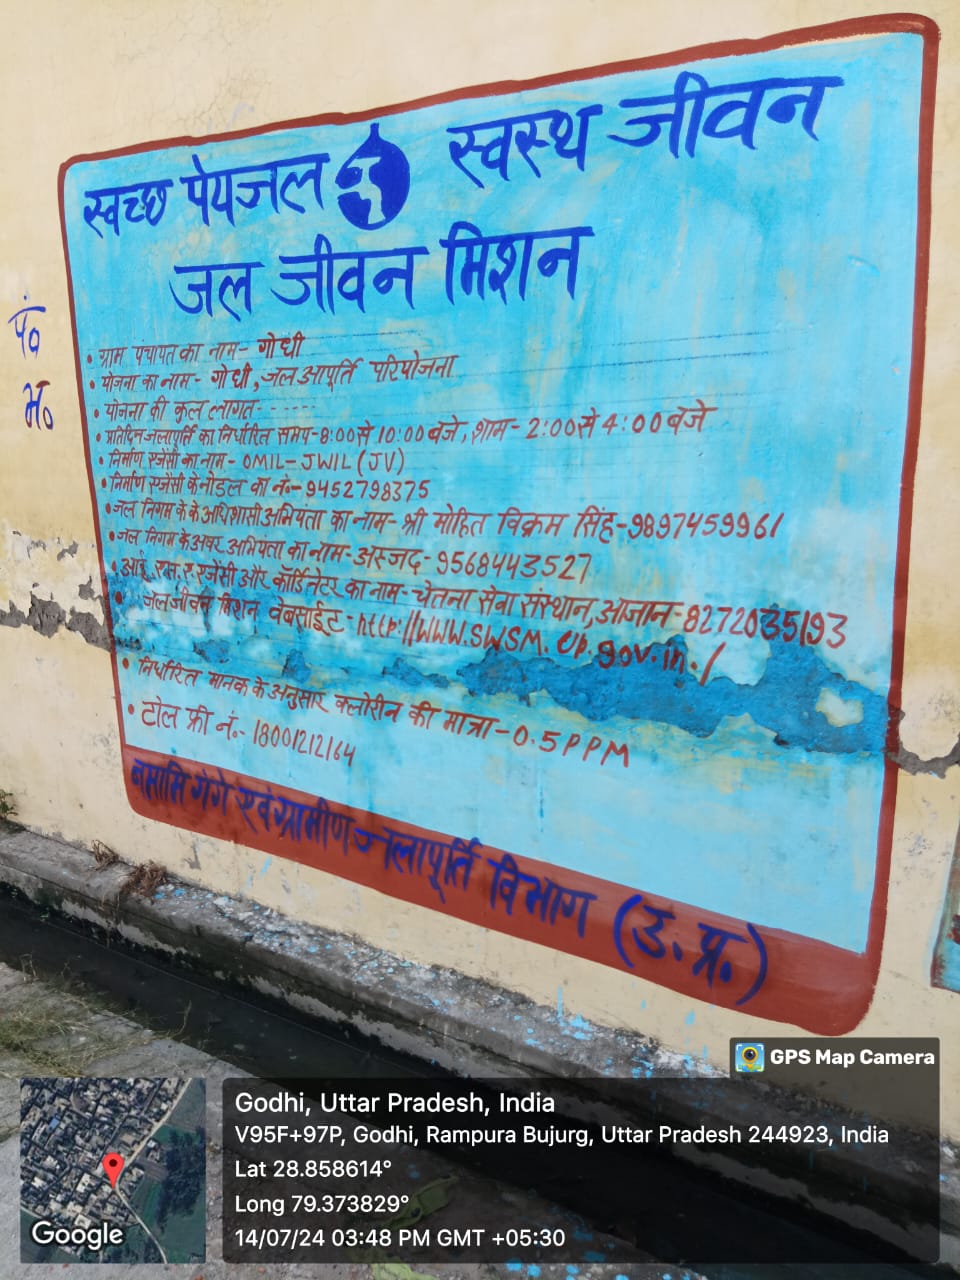 स्वच्छ पेयजल स्वस्थ जीवन
जल जीवन मिशन
पं०
भ०
• ग्राम पंचायत का नाम- गोधी
• योजना का नाम- गोधी, जल आपूर्ति परियोजना
• योजना की कुल लागत- - - - - -
• प्रतिदिन जलापूर्ति का निर्धारित समय-8:00 से 10:00 बजे, शाम- 2:00 से 4:00 बजे
• निर्माण एजेंसी का नाम- OMIL-JWIL (JV)
• निर्माण एजेंसी के नोडल का नं०-9452798375
• जल निगम के के अधिशासी अभियंता का नाम- श्री मोहित विक्रम सिंह-9897459961
• जल निगम के अवर अभियंता का नाम-अस्जद-9568443527
• आई.एस.ए एजेंसी और कॉर्डिनेटर का नाम-चेतना सेवा संस्थान,आजान-8272035193
• जलजीवन मिशन वेबसाईट-http://WWW.SWSM.up.gov.in./
• निर्धारित मानक के अनुसार क्लोरीन की मात्रा-0.5PPM
• टोल फ्री नं.- 18001212164
नमामि गंगे एवं ग्रामीण जलापूर्ति विभाग (उ.प्र.)
GPS Map Camera
Godhi, Uttar Pradesh, India
V95F+97P, Godhi, Rampura Bujurg, Uttar Pradesh 244923, India
Lat 28.858614°
Long 79.373829°
14/07/24 03:48 PM GMT +05:30
Google